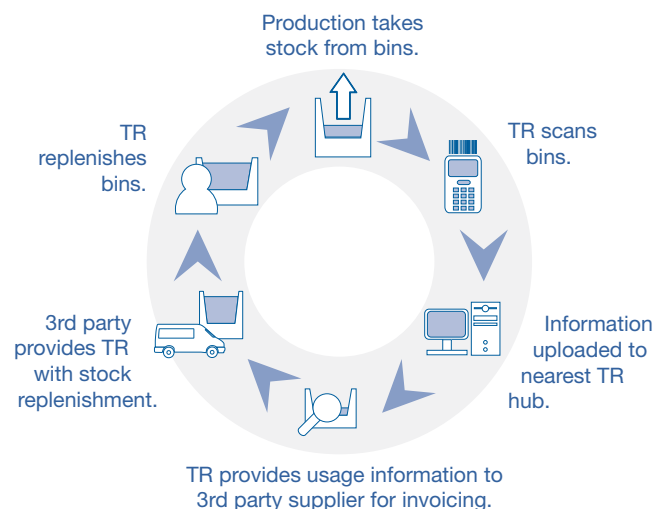 Production takes
stock from bins.
TR scans
bins.
Information
uploaded to
nearest TR
hub.
TR provides usage information to
3rd party supplier for invoicing.
3rd party
provides TR
with stock
replenishment.
TR
replenishes
bins.